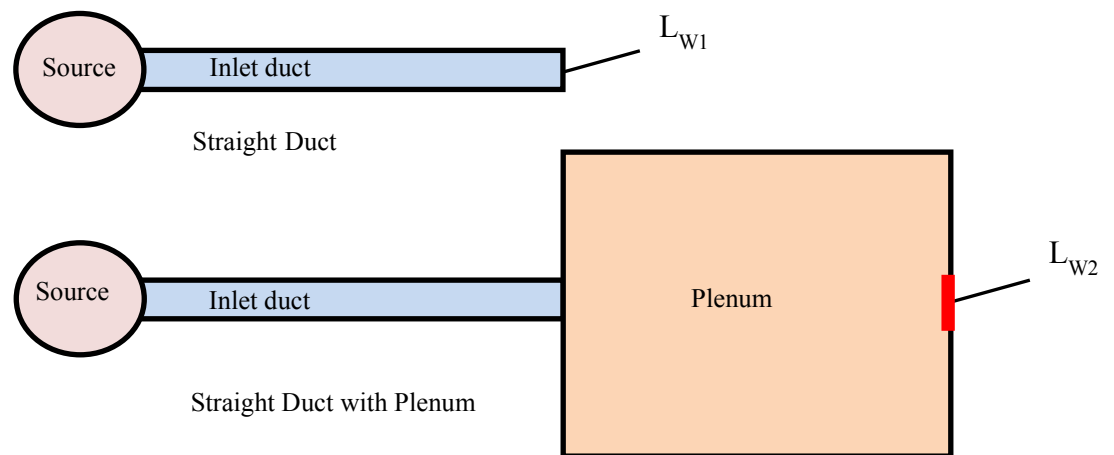 L_W1
Source
Inlet duct
Straight Duct
L_W2
Source
Inlet duct
Plenum
Straight Duct with Plenum